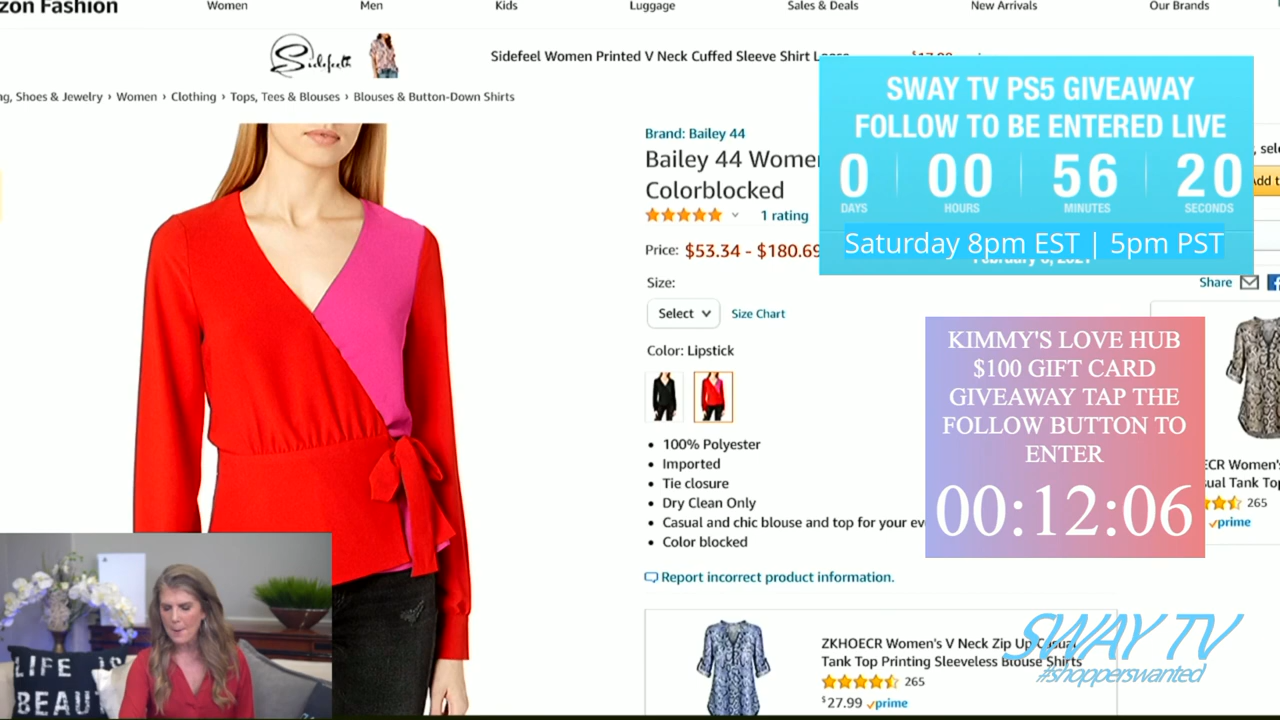 zon Fashion
Women
Men
Kids
Luggage
Sales & Deals
New Arrivals
Our Brands
Sidefeel
Sidefeel Women Printed V Neck Cuffed Sleeve Shirt
ng, Shoes & Jewelry › Women › Clothing › Tops, Tees & Blouses › Blouses & Button-Down Shirts
Brand: Bailey 44
Bailey 44 Women
Colorblocked
1 rating
Price: $53.34 - $180.69
Size:
Select
Size Chart
Color: Lipstick
• 100% Polyester
• Imported
• Tie closure
• Dry Clean Only
• Casual and chic blouse and top for your ev
• Color blocked
Report incorrect product information.
ZKHOECR Women's V Neck Zip Up Casual
Tank Top Printing Sleeveless Blouse Shirts
265
$27.99 prime
SWAY TV PS5 GIVEAWAY
FOLLOW TO BE ENTERED LIVE
0 00 56 20
DAYS HOURS MINUTES SECONDS
Saturday 8pm EST | 5pm PST
, sel
Add t
Share
KIMMY'S LOVE HUB
$100 GIFT CARD
GIVEAWAY TAP THE
FOLLOW BUTTON TO
ENTER
00:12:06
ECR Women's
ual Tank Top
265
prime
SWAY TV
#shopperswanted
LIFE IS
BEAU